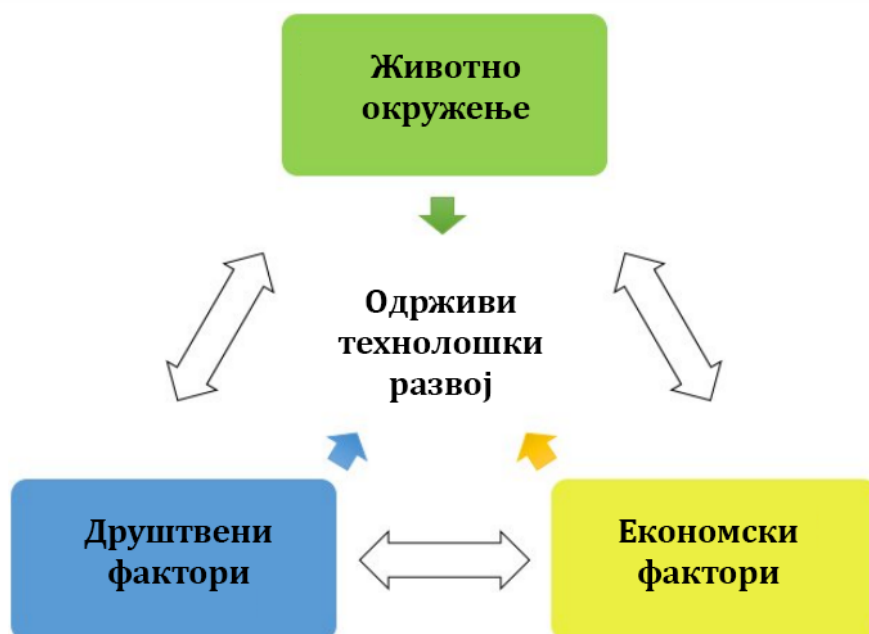 Животно
окружење
Одрживи
технолошки
развој
Друштвени
фактори
Економски
фактори